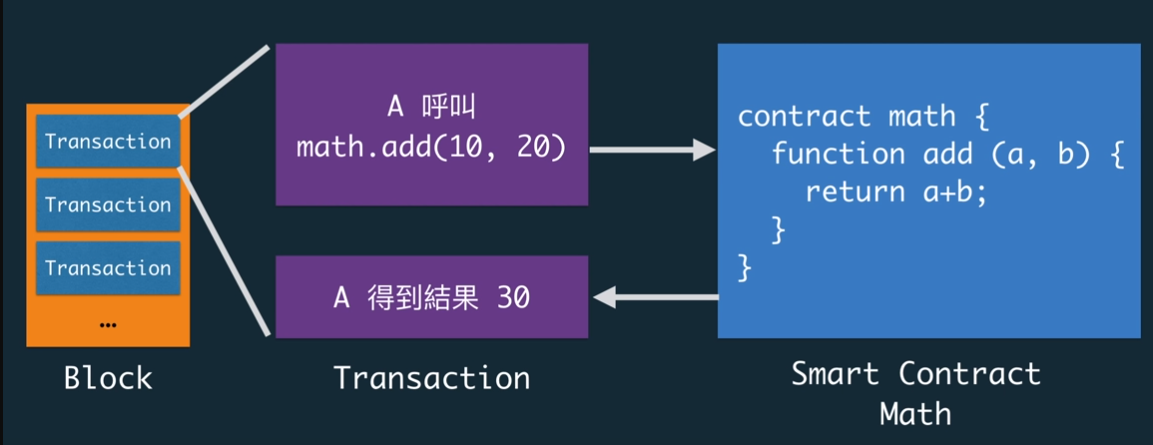 Transaction
Transaction
Transaction
...
Block
A 呼叫
math.add(10, 20)
A 得到結果 30
Transaction
contract math {
  function add (a, b) {
    return a+b;
  }
}
Smart Contract
Math